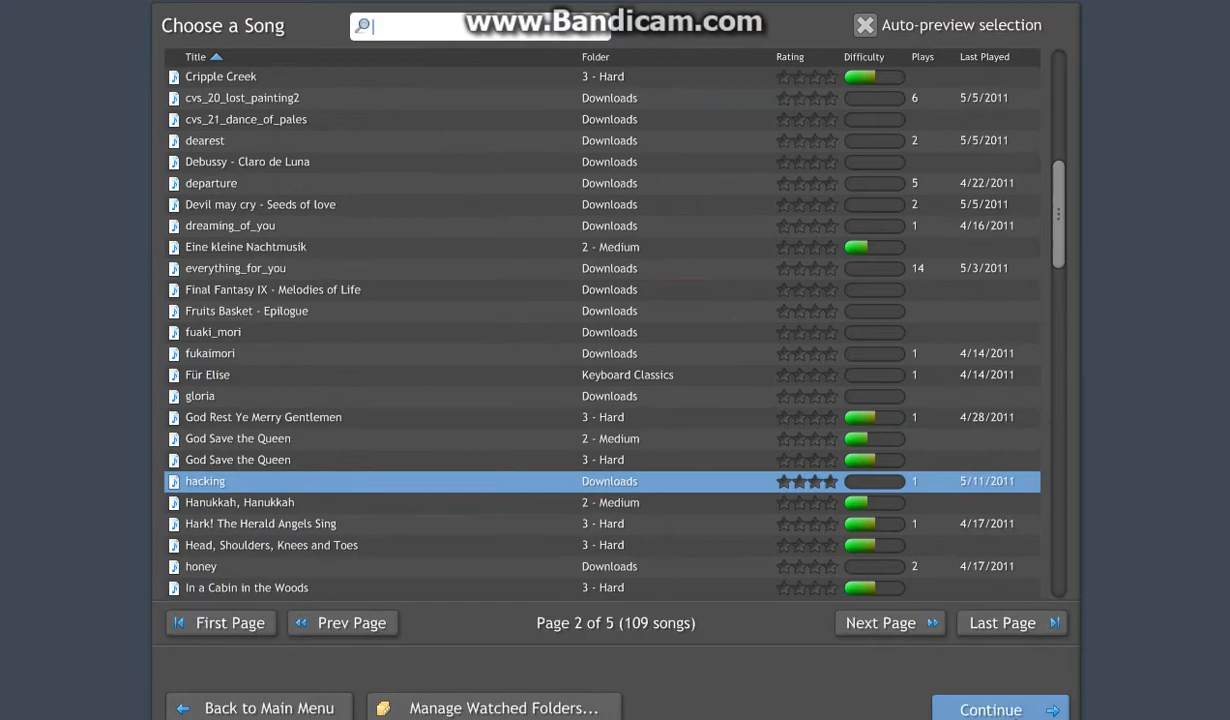 Choose a Song www.Bandicam.com Auto-preview selection
Title Folder Rating Difficulty Plays Last Played
Cripple Creek 3 - Hard
cvs_20_lost_painting2 Downloads 6 5/5/2011
cvs_21_dance_of_pales Downloads
dearest Downloads 2 5/5/2011
Debussy - Claro de Luna Downloads
departure Downloads 5 4/22/2011
Devil may cry - Seeds of love Downloads 2 5/5/2011
dreaming_of_you Downloads 1 4/16/2011
Eine kleine Nachtmusik 2 - Medium
everything_for_you Downloads 14 5/3/2011
Final Fantasy IX - Melodies of Life Downloads
Fruits Basket - Epilogue Downloads
fuaki_mori Downloads
fukaimori Downloads 1 4/14/2011
Für Elise Keyboard Classics 1 4/14/2011
gloria Downloads
God Rest Ye Merry Gentlemen 3 - Hard 1 4/28/2011
God Save the Queen 2 - Medium
God Save the Queen 3 - Hard
hacking Downloads 1 5/11/2011
Hanukkah, Hanukkah 2 - Medium
Hark! The Herald Angels Sing 3 - Hard 1 4/17/2011
Head, Shoulders, Knees and Toes 3 - Hard
honey Downloads 2 4/17/2011
In a Cabin in the Woods 3 - Hard
First Page Prev Page Page 2 of 5 (109 songs) Next Page Last Page
Back to Main Menu Manage Watched Folders... Continue